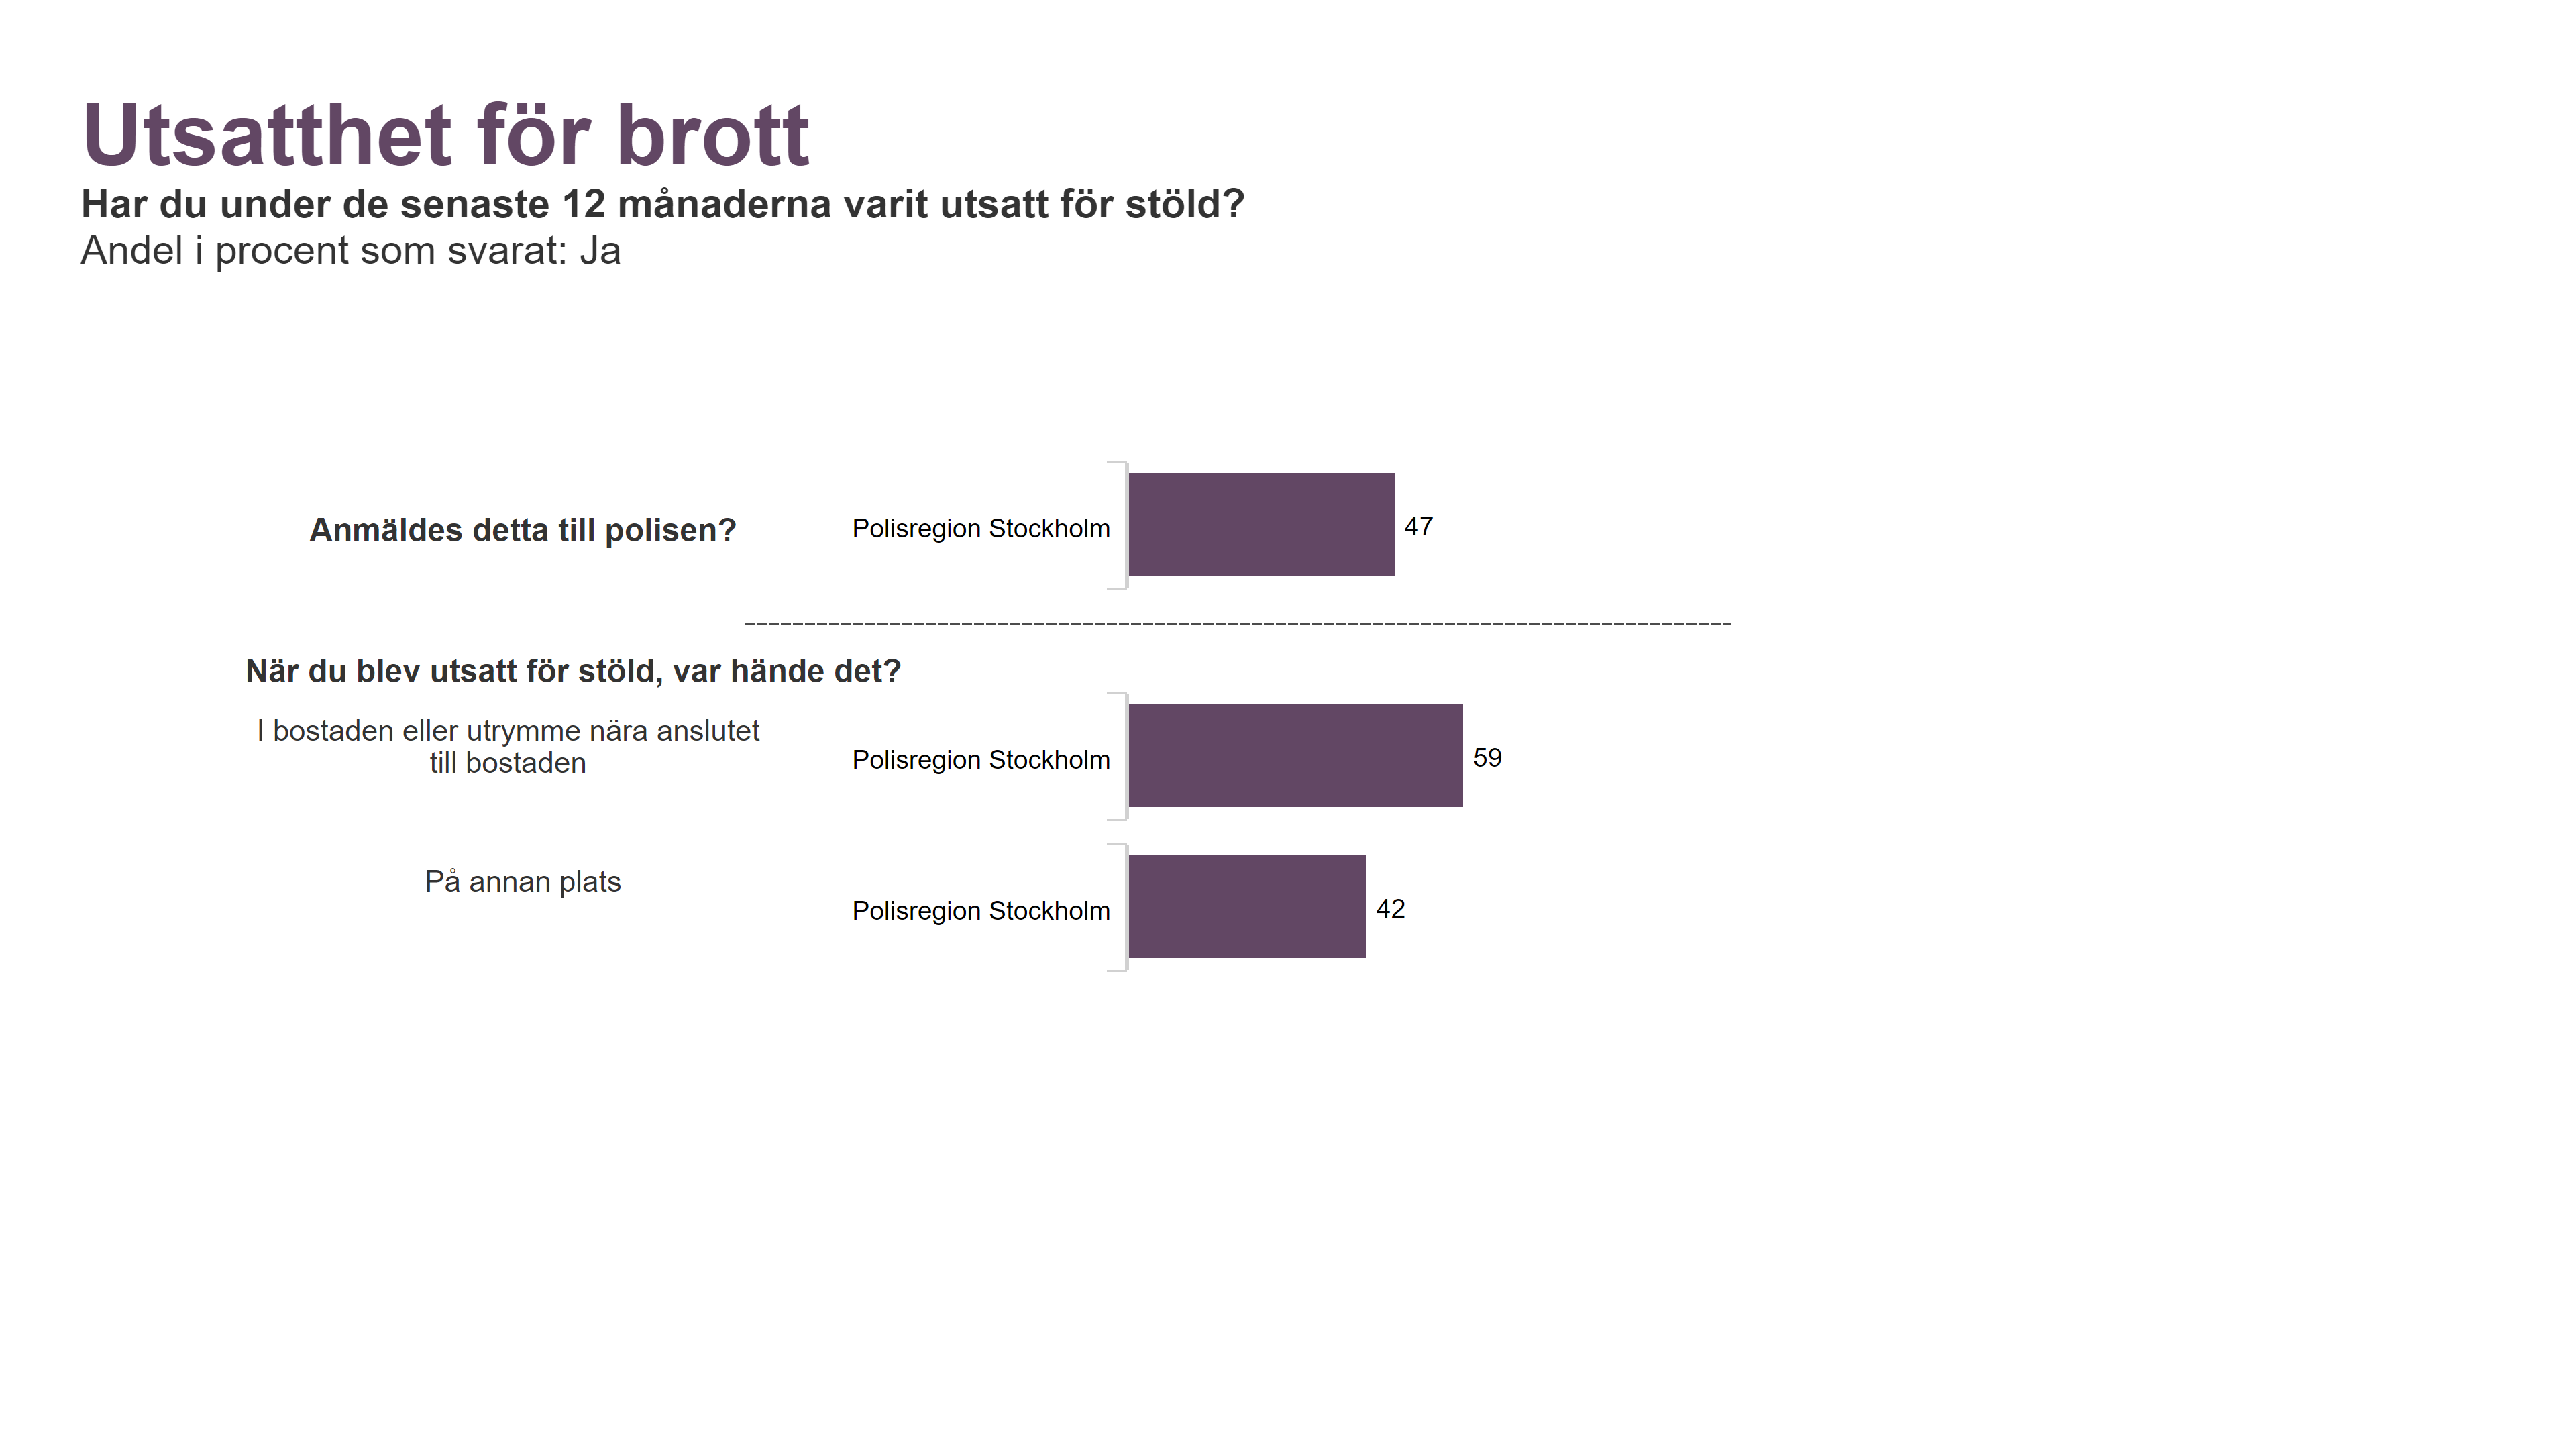 Utsatthet för brott
Har du under de senaste 12 månaderna varit utsatt för stöld?
Andel i procent som svarat: Ja
Anmäldes detta till polisen?
Polisregion Stockholm
47
När du blev utsatt för stöld, var hände det?
I bostaden eller utrymme nära anslutet
till bostaden
Polisregion Stockholm
59
På annan plats
Polisregion Stockholm
42